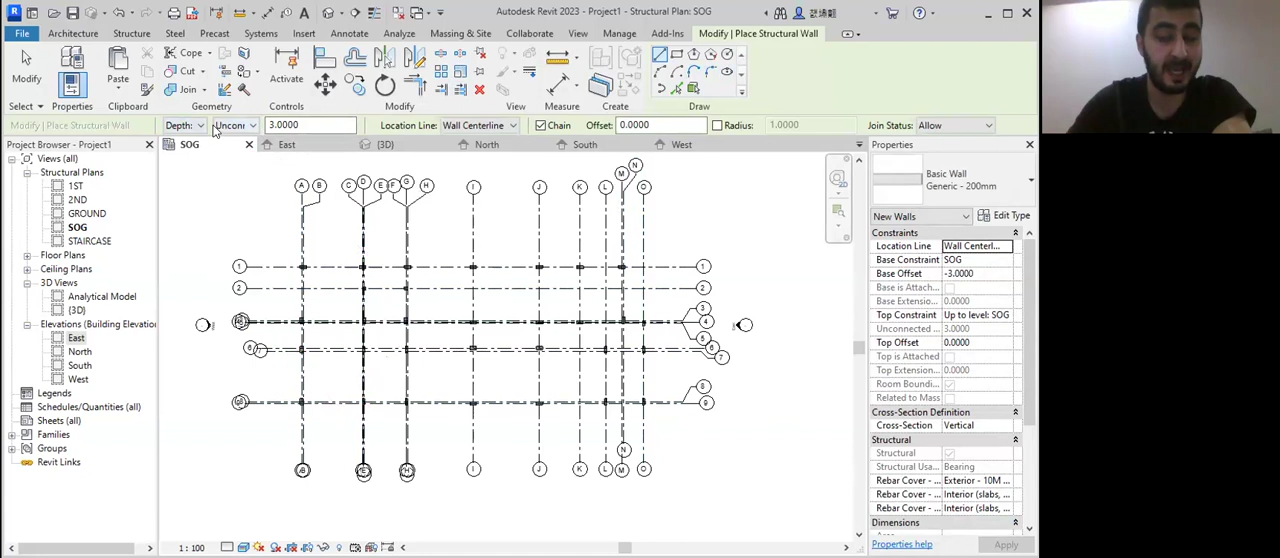 Autodesk Revit 2023 - Project1 - Structural Plan: SOG
File Architecture Structure Steel Precast Systems Insert Annotate Analyze Massing & Site Collaborate View Manage Add-Ins Modify | Place Structural Wall
Modify Paste Cope Cut Join Activate
Select Properties Clipboard Geometry Controls Modify View Measure Create Draw
Modify | Place Structural Wall Depth: Unconr 3.0000 Location Line: Wall Centerline Chain Offset: 0.0000 Radius: 1.0000 Join Status: Allow
Project Browser - Project1
Views (all)
Structural Plans
1ST
2ND
GROUND
SOG
STAIRCASE
Floor Plans
Ceiling Plans
3D Views
Analytical Model
{3D}
Elevations (Building Elevatio
East
North
South
West
Legends
Schedules/Quantities (all)
Sheets (all)
Families
Groups
Revit Links
SOG East {3D} North South West
A B C D E F G H I J K L M N O
1 1
2 2
3
4
5
6 6
7 7
8
9
E H I J K L M N O
1 : 100
Properties
Basic Wall
Generic - 200mm
New Walls Edit Type
Constraints
Location Line Wall Centerl...
Base Constraint SOG
Base Offset -3.0000
Base is Attach...
Base Extensio... 0.0000
Top Constraint Up to level: SOG
Unconnected ... 3.0000
Top Offset 0.0000
Top is Attached
Top Extension... 0.0000
Room Boundi...
Related to Mass
Cross-Section Definition
Cross-Section Vertical
Structural
Structural
Structural Usa... Bearing
Rebar Cover - ... Exterior - 10M ...
Rebar Cover - ... Interior (slabs, ...
Rebar Cover - ... Interior (slabs, ...
Dimensions
Properties help Apply